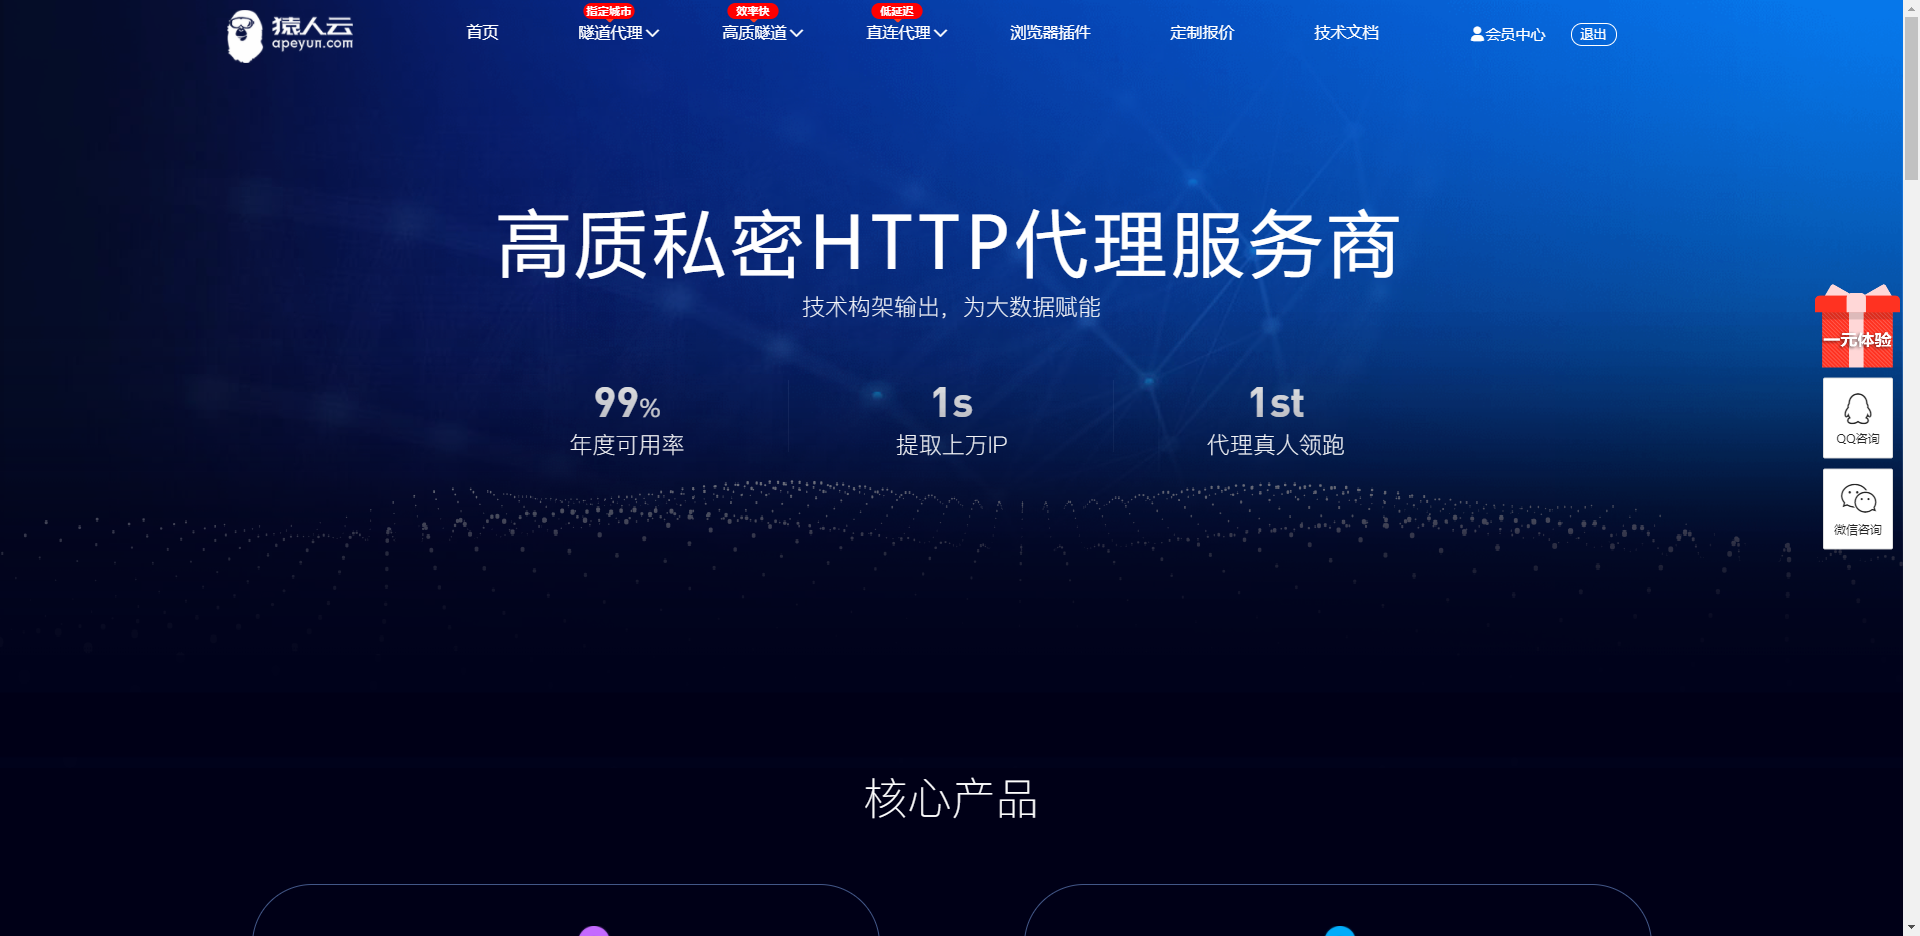 猿人云
apeyun.com
首页
指定城市
隧道代理
效率快
高质隧道
低延迟
直连代理
浏览器插件
定制报价
技术文档
会员中心
退出
高质私密HTTP代理服务商
技术构架输出，为大数据赋能
99%
年度可用率
1s
提取上万IP
1st
代理真人领跑
一元体验
QQ咨询
微信咨询
核心产品